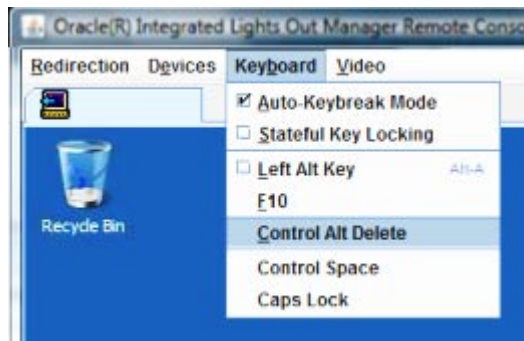 Oracle(R) Integrated Lights Out Manager Remote Conso
Redirection Devices Keyboard Video
Auto-Keybreak Mode
Stateful Key Locking
Left Alt Key Alt-A
F10
Control Alt Delete
Control Space
Caps Lock
Recycle Bin